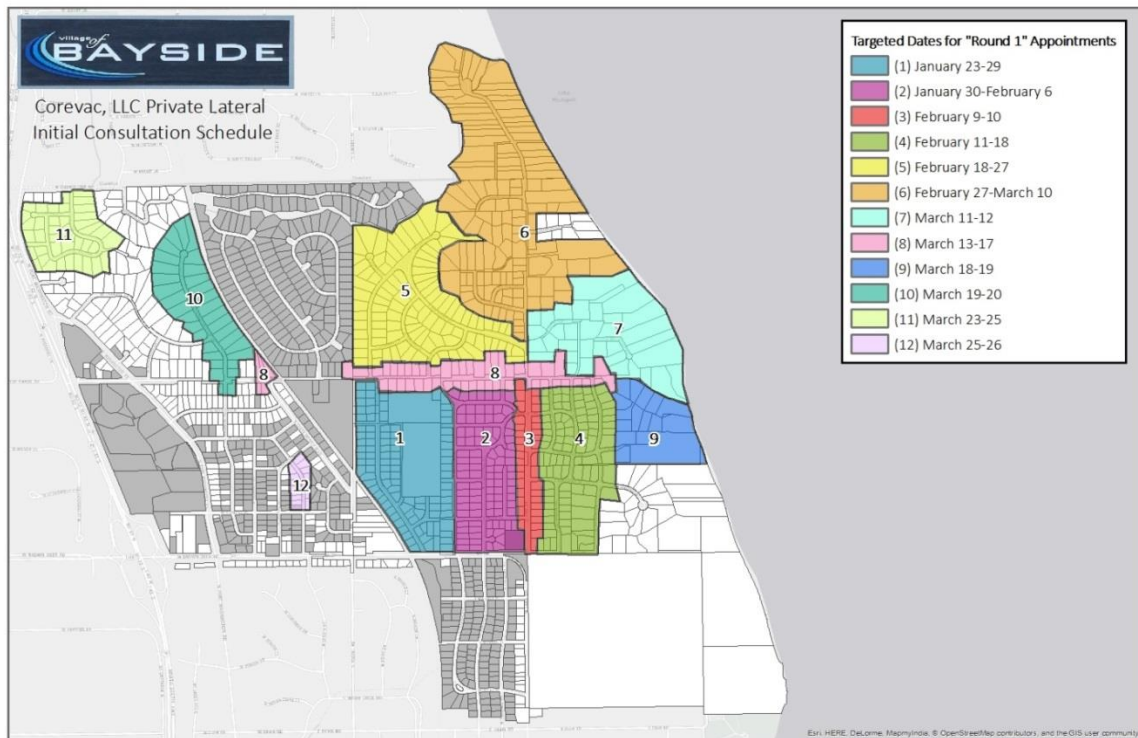 village of
BAYSIDE
Corevac, LLC Private Lateral
Initial Consultation Schedule
Targeted Dates for "Round 1" Appointments
(1) January 23-29
(2) January 30-February 6
(3) February 9-10
(4) February 11-18
(5) February 18-27
(6) February 27-March 10
(7) March 11-12
(8) March 13-17
(9) March 18-19
(10) March 19-20
(11) March 23-25
(12) March 25-26
6
11
5
10
7
8
8
1
2
3
4
9
12
Esri, HERE, DeLorme, MapmyIndia, © OpenStreetMap contributors, and the GIS user community